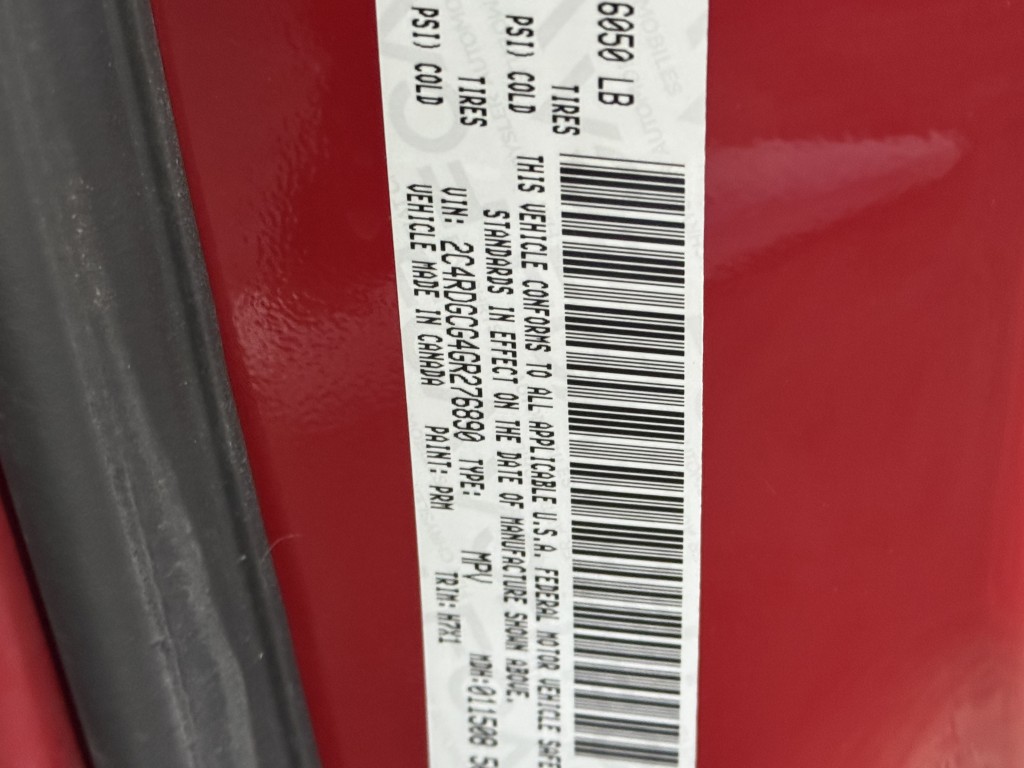 6050 LB
TIRES
PSI) COLD
TIRES
PSI) COLD
THIS VEHICLE CONFORMS TO ALL APPLICABLE U.S.A. FEDERAL MOTOR VEHICLE SAFE
STANDARDS IN EFFECT ON THE DATE OF MANUFACTURE SHOWN ABOVE.
VIN: 2C4RDGCG4GR276890 TYPE: MPV MDH:011508
VEHICLE MADE IN CANADA PAINT: PRM TRIM:H7X1